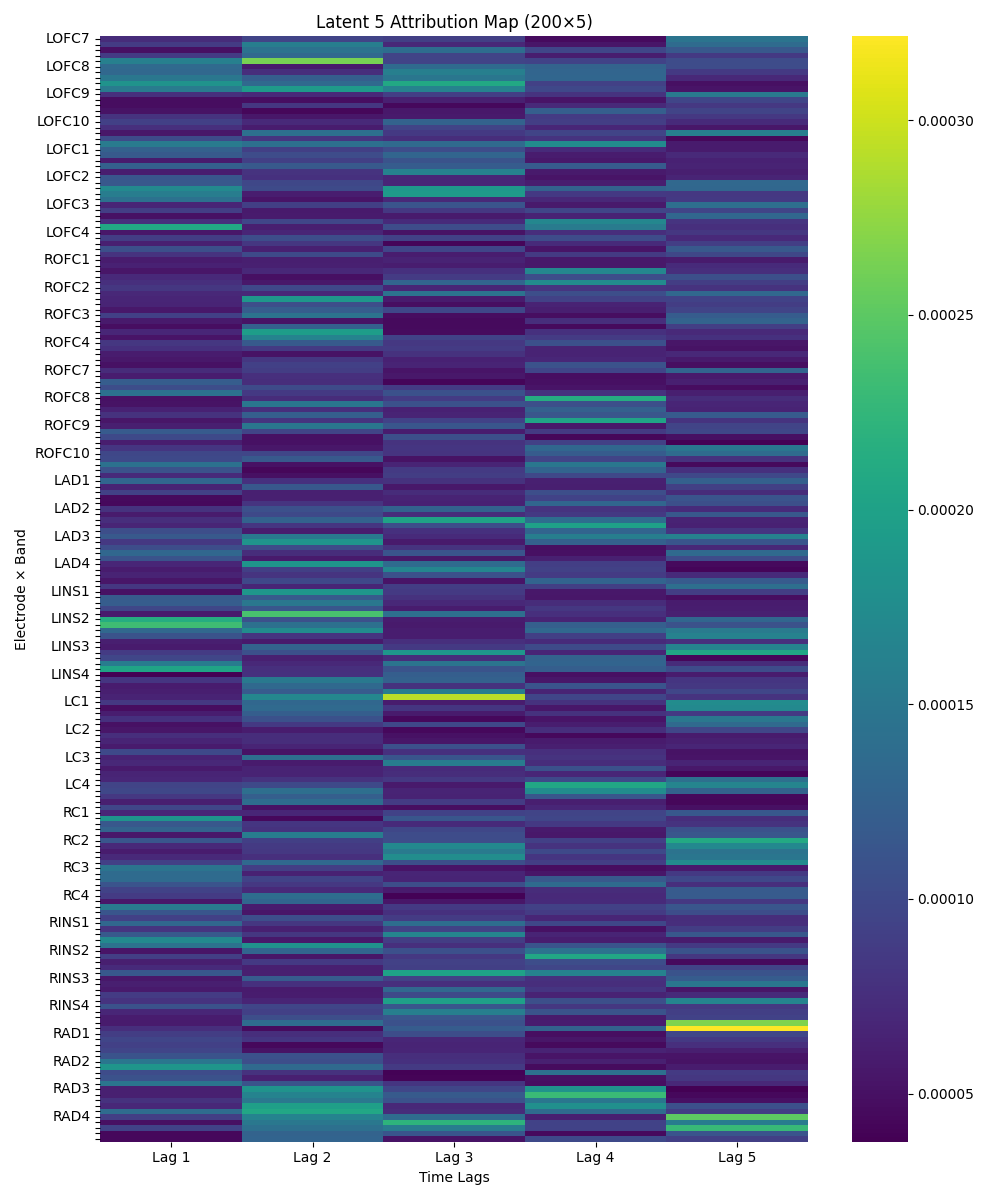 Latent 5 Attribution Map (200×5)
LOFC7
LOFC8
LOFC9
LOFC10
LOFC1
LOFC2
LOFC3
LOFC4
ROFC1
ROFC2
ROFC3
ROFC4
ROFC7
ROFC8
ROFC9
ROFC10
LAD1
LAD2
LAD3
LAD4
LINS1
LINS2
LINS3
LINS4
LC1
LC2
LC3
LC4
RC1
RC2
RC3
RC4
RINS1
RINS2
RINS3
RINS4
RAD1
RAD2
RAD3
RAD4
Electrode × Band
Lag 1 Lag 2 Lag 3 Lag 4 Lag 5
Time Lags
0.00030
0.00025
0.00020
0.00015
0.00010
0.00005